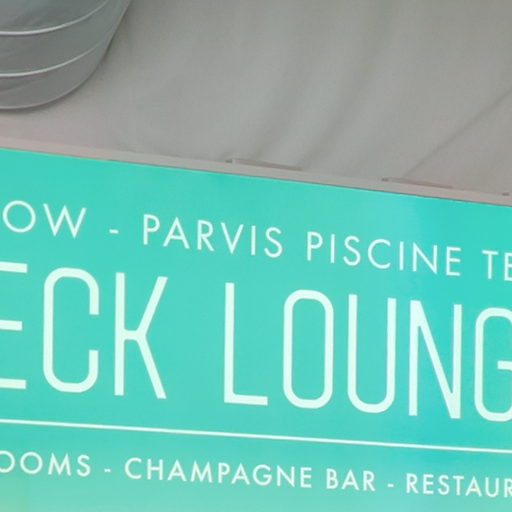 OW - PARVIS PISCINE TE
ECK LOUNG
OOMS - CHAMPAGNE BAR - RESTAUR